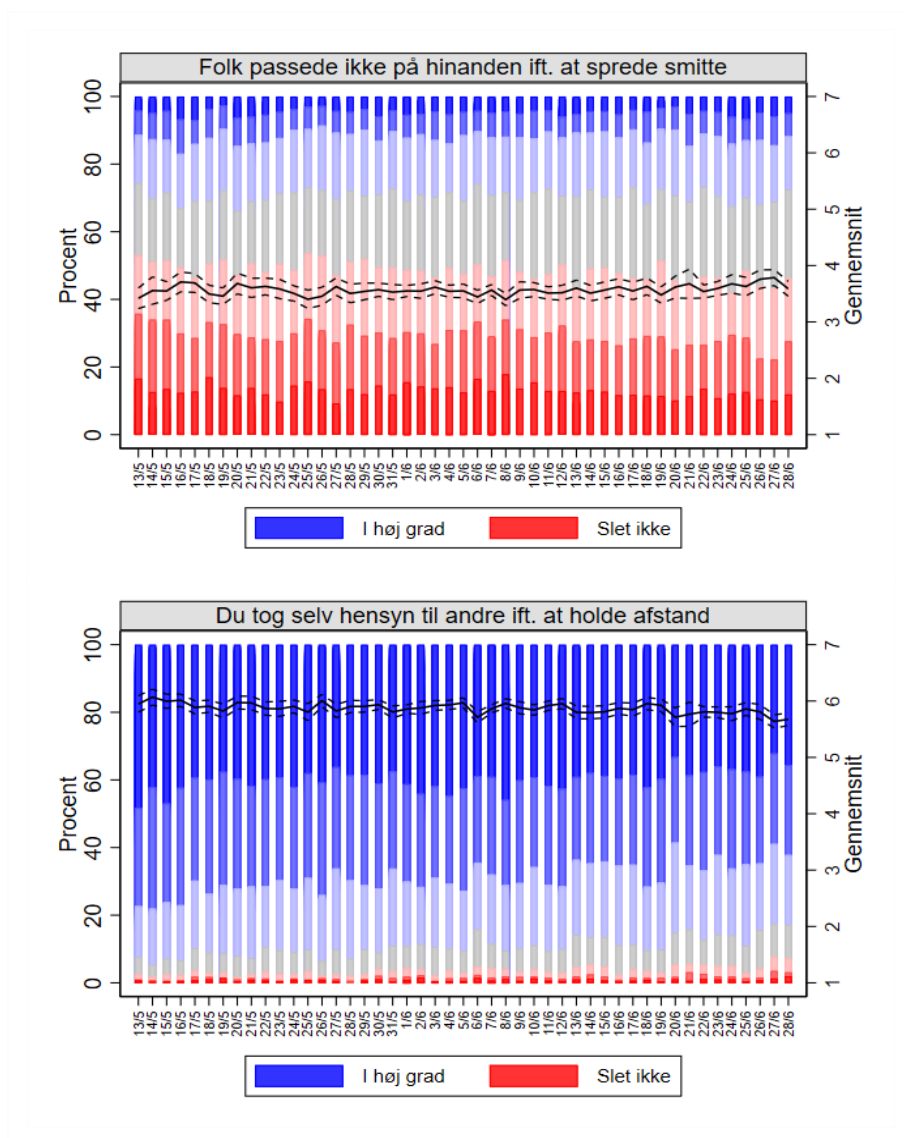 Folk passede ikke på hinanden ift. at sprede smitte
100
80
60
40
20
0
Procent
7
6
5
4
3
2
1
Gennemsnit
13/5 14/5 15/5 16/5 17/5 18/5 19/5 20/5 21/5 22/5 23/5 24/5 25/5 26/5 27/5 28/5 29/5 30/5 31/5 1/6 2/6 3/6 4/6 5/6 6/6 7/6 8/6 9/6 10/6 11/6 12/6 13/6 14/6 15/6 16/6 17/6 18/6 19/6 20/6 21/6 22/6 23/6 24/6 25/6 26/6 27/6 28/6
I høj grad Slet ikke
Du tog selv hensyn til andre ift. at holde afstand
100
80
60
40
20
0
Procent
7
6
5
4
3
2
1
Gennemsnit
13/5 14/5 15/5 16/5 17/5 18/5 19/5 20/5 21/5 22/5 23/5 24/5 25/5 26/5 27/5 28/5 29/5 30/5 31/5 1/6 2/6 3/6 4/6 5/6 6/6 7/6 8/6 9/6 10/6 11/6 12/6 13/6 14/6 15/6 16/6 17/6 18/6 19/6 20/6 21/6 22/6 23/6 24/6 25/6 26/6 27/6 28/6
I høj grad Slet ikke